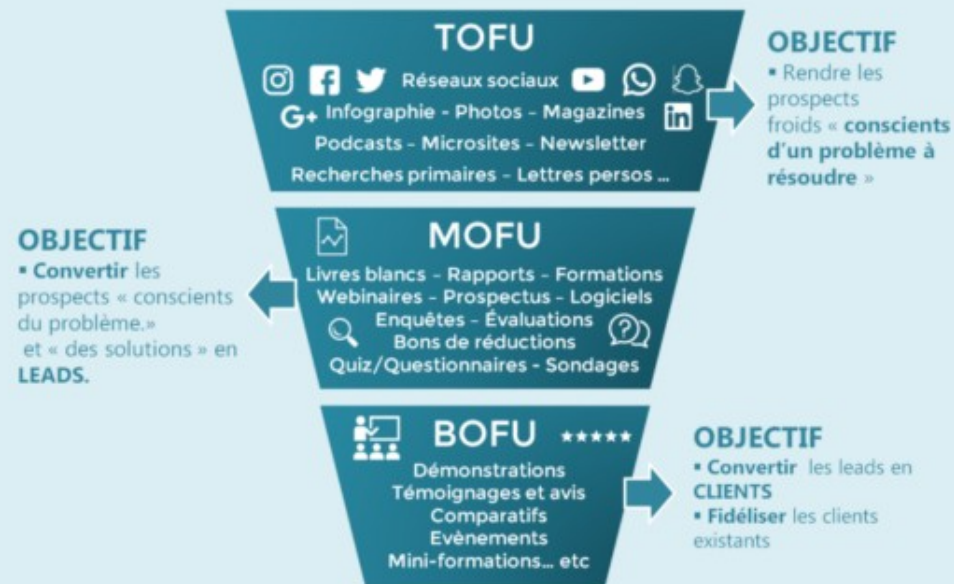 TOFU
Réseaux sociaux
G+ Infographie - Photos - Magazines in
Podcasts - Microsites - Newsletter
Recherches primaires - Lettres persos ...
OBJECTIF
▪ Rendre les
prospects
froids « conscients
d'un problème à
résoudre »
MOFU
Livres blancs - Rapports - Formations
Webinaires - Prospectus - Logiciels
Enquêtes - Évaluations
Bons de réductions
Quiz/Questionnaires - Sondages
OBJECTIF
▪ Convertir les
prospects « conscients
du problème.»
et « des solutions » en
LEADS.
BOFU
Démonstrations
Témoignages et avis
Comparatifs
Evènements
Mini-formations... etc
OBJECTIF
▪ Convertir les leads en
CLIENTS
▪ Fidéliser les clients
existants